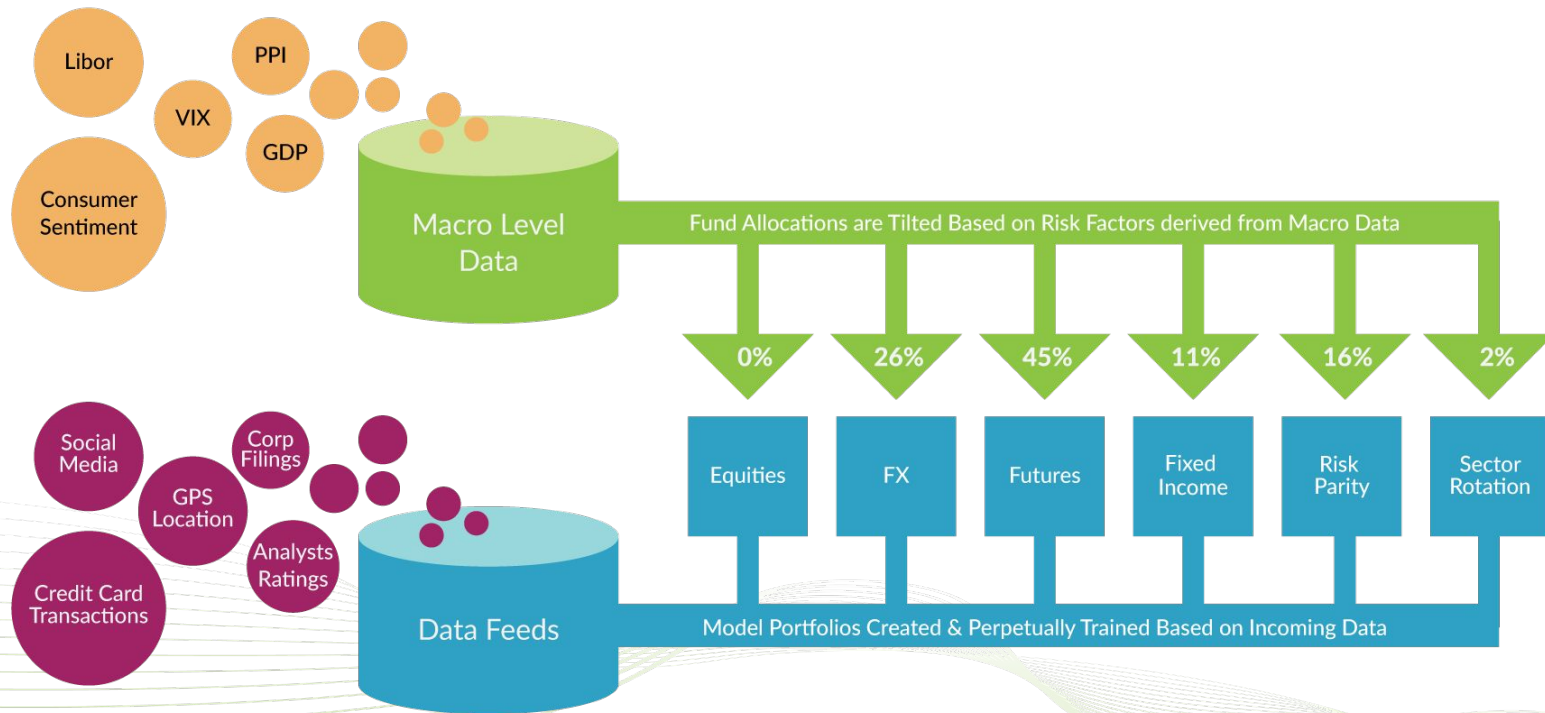 Libor
PPI
VIX
GDP
Consumer
Sentiment
Macro Level
Data
Fund Allocations are Tilted Based on Risk Factors derived from Macro Data
0%
26%
45%
11%
16%
2%
Social
Media
Corp
Filings
GPS
Location
Analysts
Ratings
Credit Card
Transactions
Equities
FX
Futures
Fixed
Income
Risk
Parity
Sector
Rotation
Data Feeds
Model Portfolios Created & Perpetually Trained Based on Incoming Data